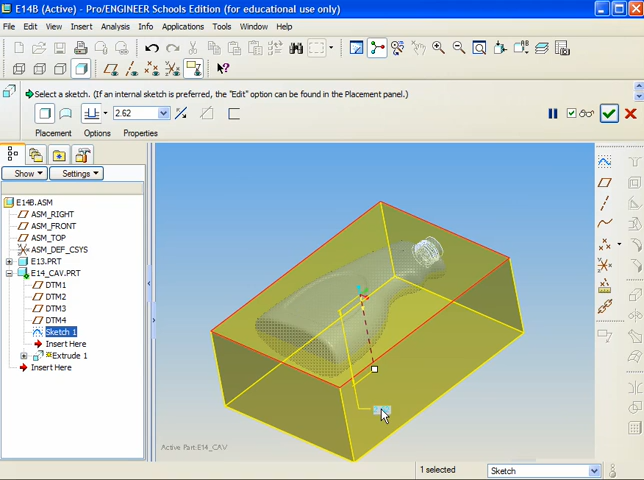 E14B (Active) - Pro/ENGINEER Schools Edition (for educational use only)
File Edit View Insert Analysis Info Applications Tools Window Help
Select a sketch. (If an internal sketch is preferred, the "Edit" option can be found in the Placement panel.)
2.62
Placement Options Properties
Show Settings
E14B.ASM
ASM_RIGHT
ASM_FRONT
ASM_TOP
ASM_DEF_CSYS
E13.PRT
E14_CAV.PRT
DTM1
DTM2
DTM3
DTM4
Sketch 1
Insert Here
Extrude 1
Insert Here
Active Part:E14_CAV
1 selected
Sketch